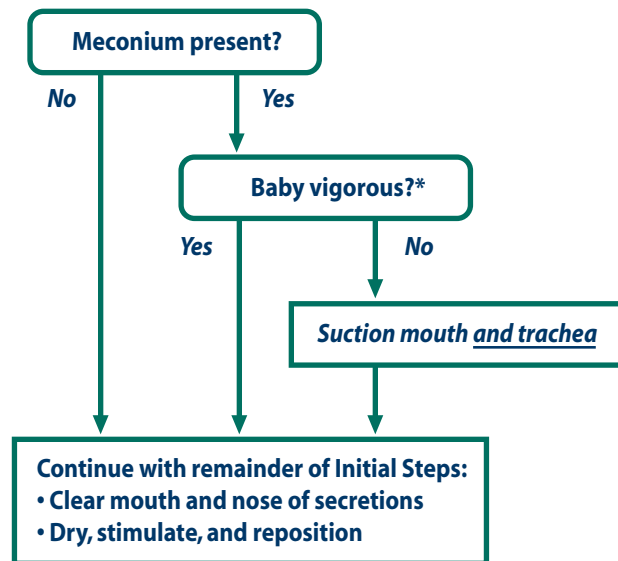 Meconium present?
No
Yes
Baby vigorous?*
Yes
No
Suction mouth and trachea
Continue with remainder of Initial Steps:
• Clear mouth and nose of secretions
• Dry, stimulate, and reposition